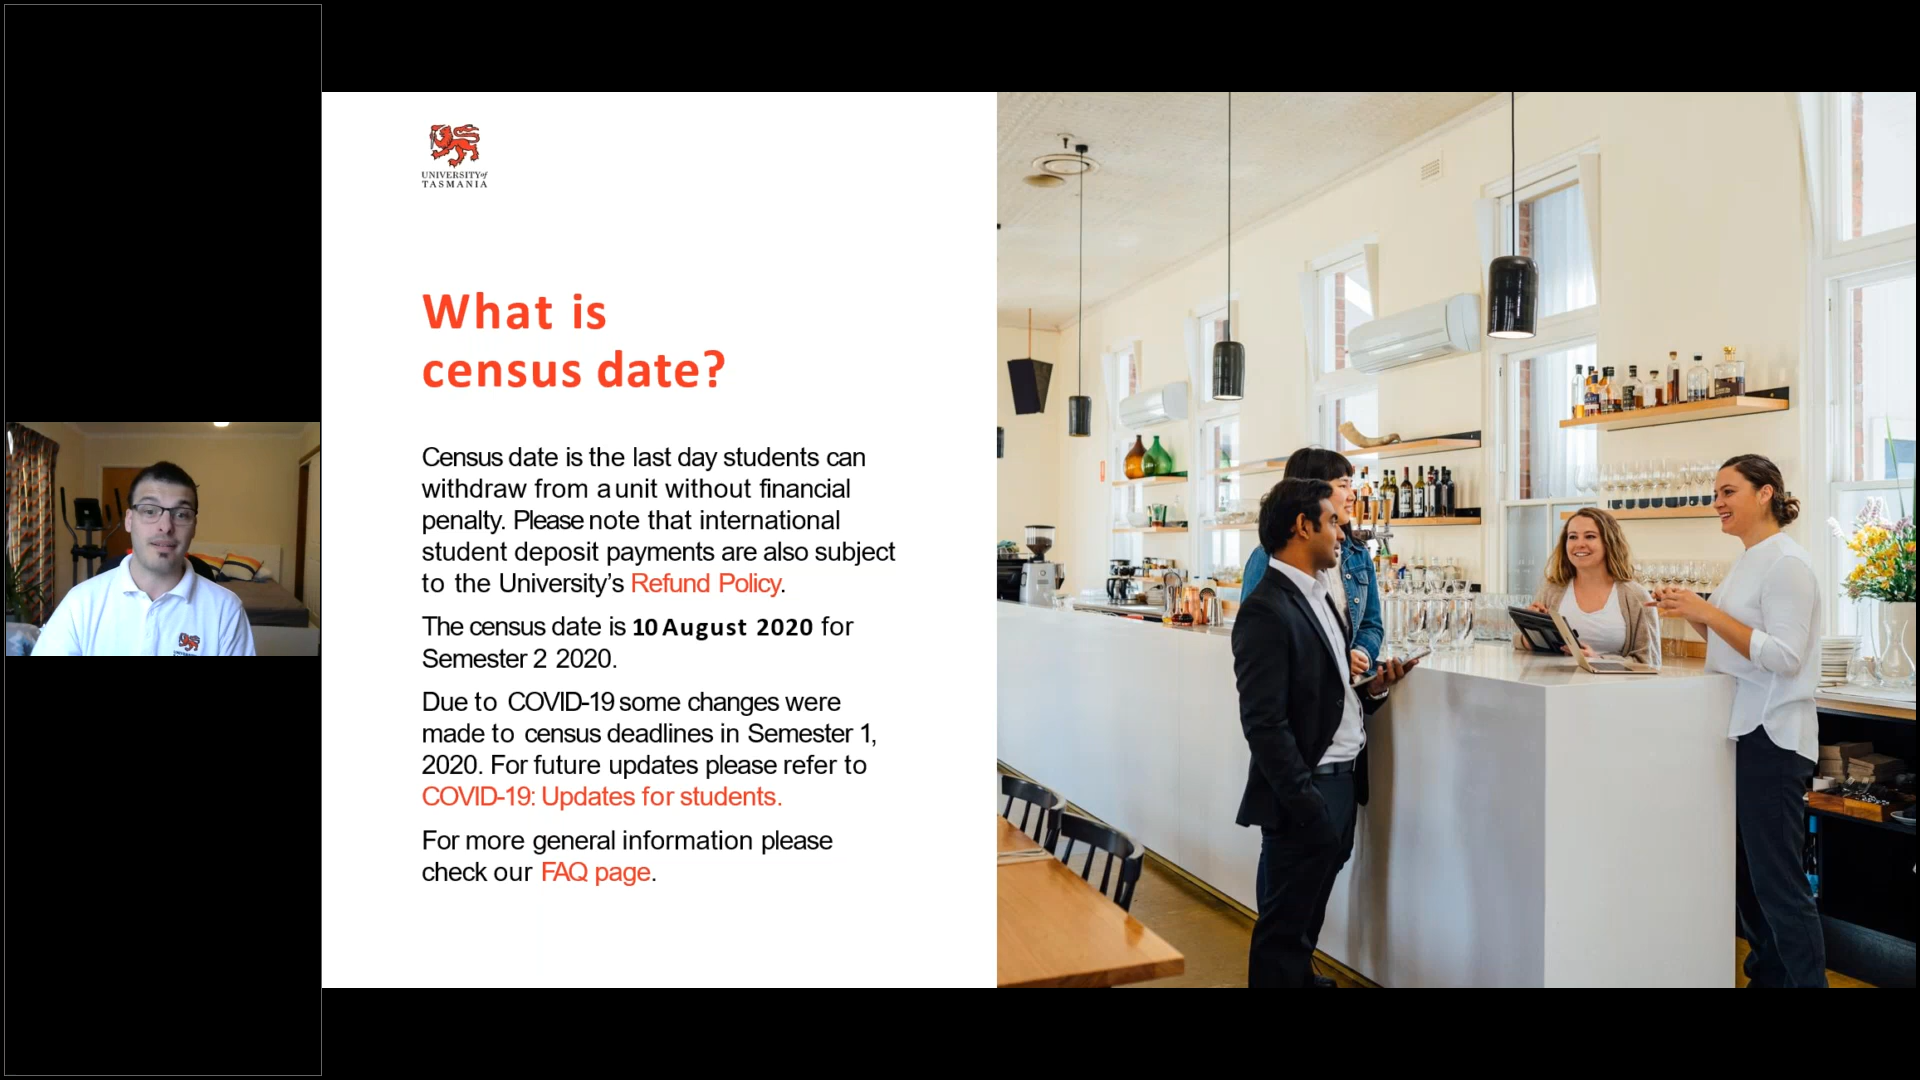 UNIVERSITY of
TASMANIA
What is
census date?
Census date is the last day students can
withdraw from a unit without financial
penalty. Please note that international
student deposit payments are also subject
to the University’s Refund Policy.
The census date is 10 August 2020 for
Semester 2 2020.
Due to COVID-19 some changes were
made to census deadlines in Semester 1,
2020. For future updates please refer to
COVID-19: Updates for students.
For more general information please
check our FAQ page.